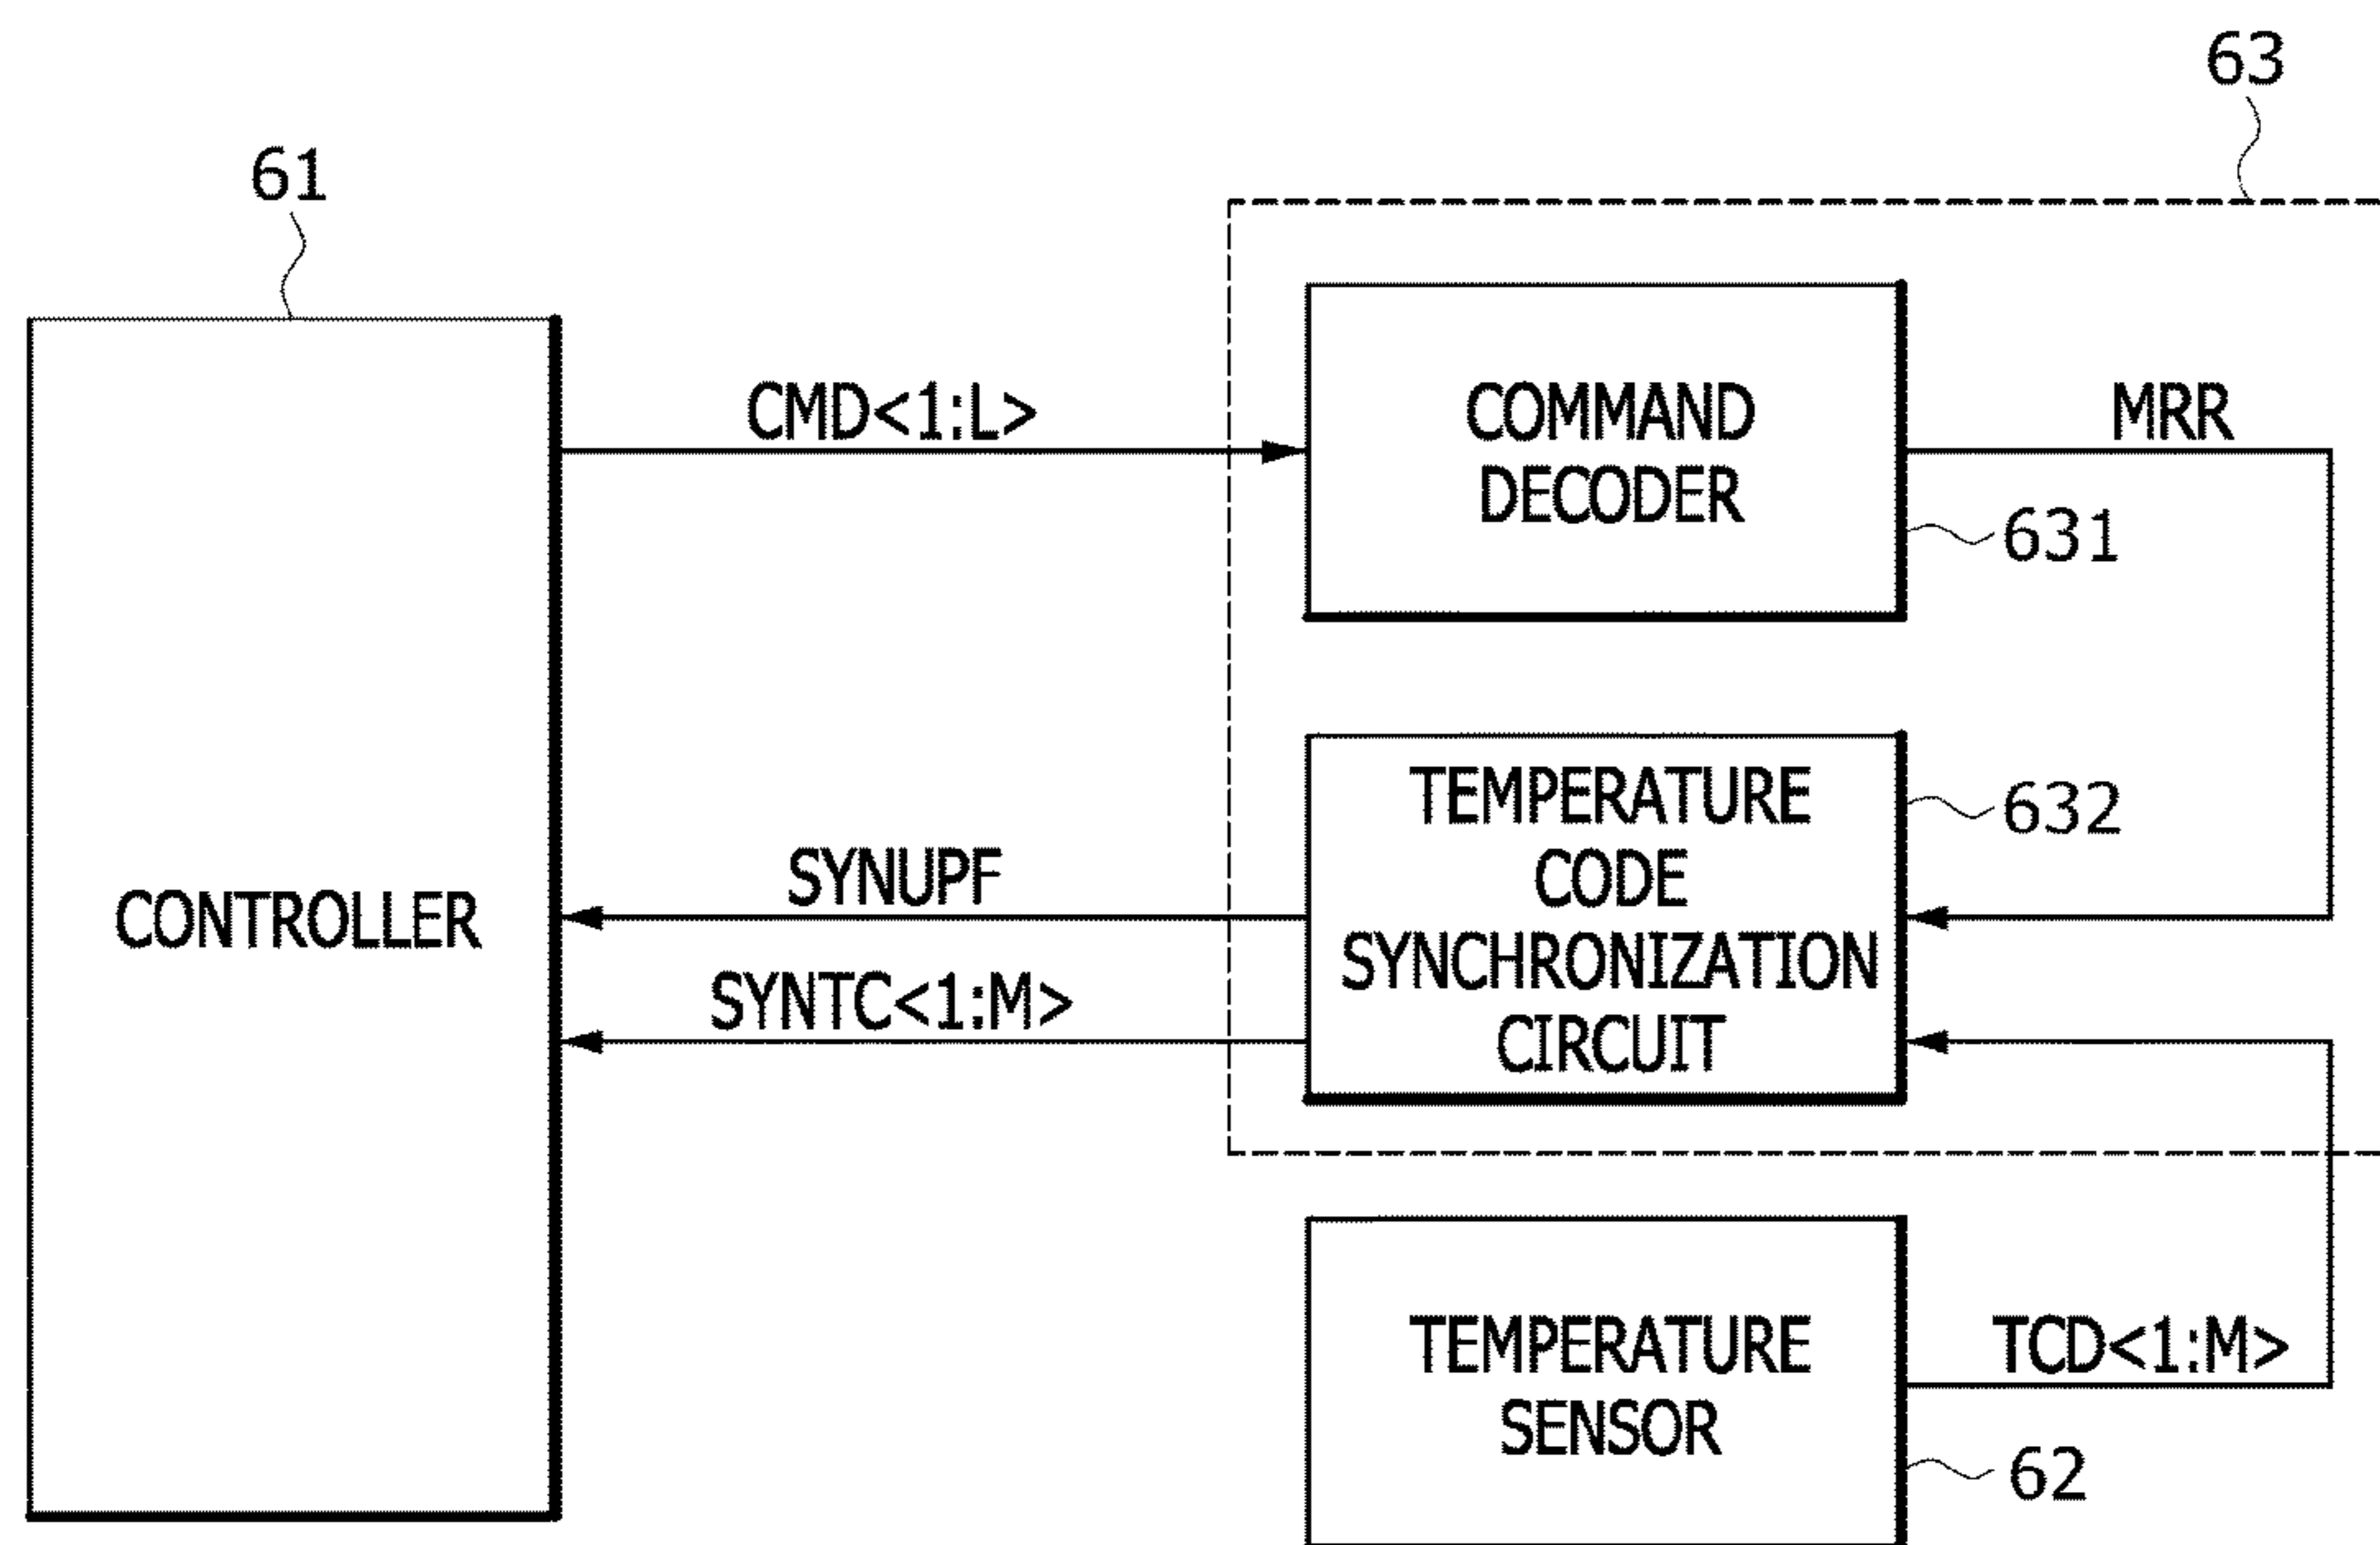 63
61
CMD<1:L>
COMMAND
DECODER
MRR
631
CONTROLLER
SYNUPF
SYNTC<1:M>
TEMPERATURE
CODE
SYNCHRONIZATION
CIRCUIT
632
TEMPERATURE
SENSOR
TCD<1:M>
62